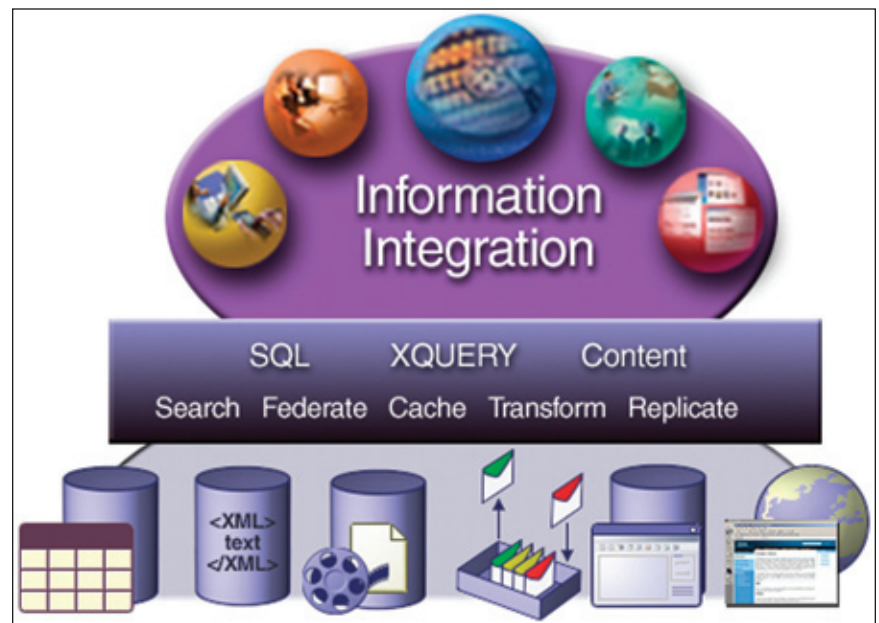 Information
Integration
SQL XQUERY Content
Search Federate Cache Transform Replicate
<XML>
text
</XML>